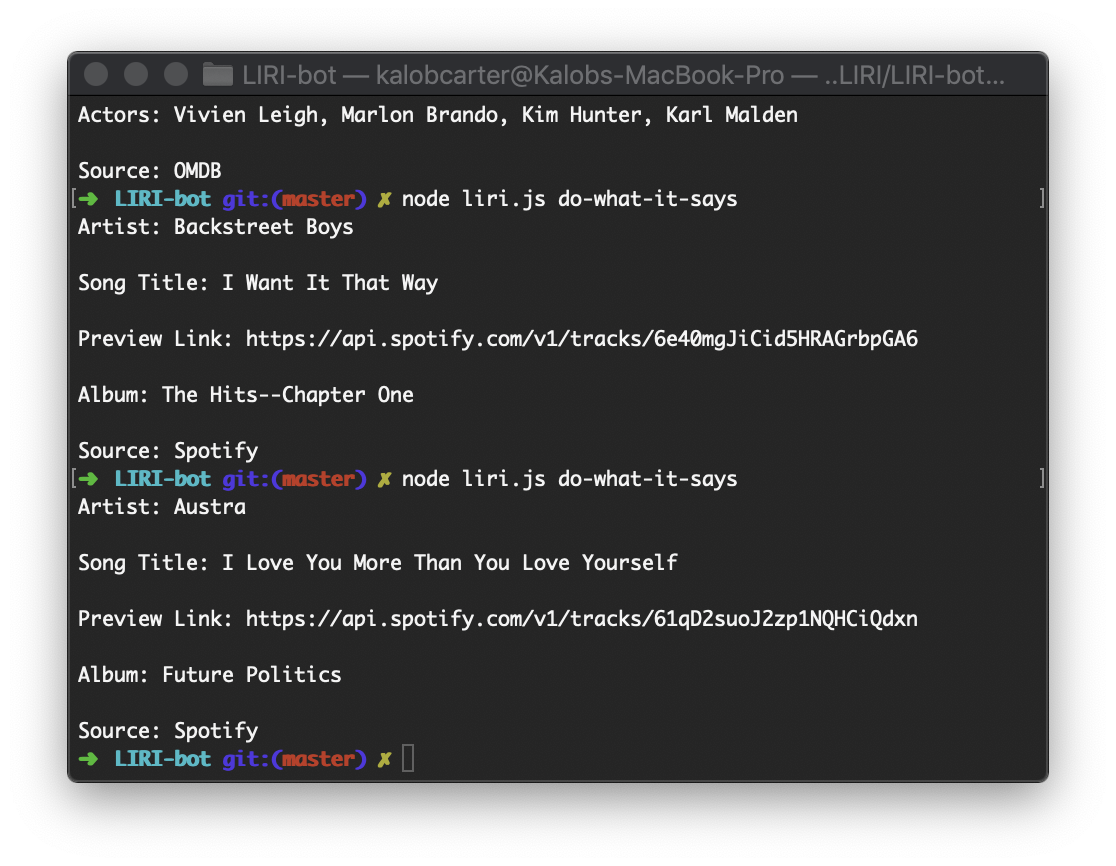 LIRI-bot — kalobcarter@Kalobs-MacBook-Pro — ..LIRI/LIRI-bot...
Actors: Vivien Leigh, Marlon Brando, Kim Hunter, Karl Malden
Source: OMDB
[➜ LIRI-bot git:(master) ✗ node liri.js do-what-it-says ]
Artist: Backstreet Boys
Song Title: I Want It That Way
Preview Link: https://api.spotify.com/v1/tracks/6e40mgJiCid5HRAGrbpGA6
Album: The Hits--Chapter One
Source: Spotify
[➜ LIRI-bot git:(master) ✗ node liri.js do-what-it-says ]
Artist: Austra
Song Title: I Love You More Than You Love Yourself
Preview Link: https://api.spotify.com/v1/tracks/61qD2suoJ2zp1NQHCiQdxn
Album: Future Politics
Source: Spotify
➜ LIRI-bot git:(master) ✗